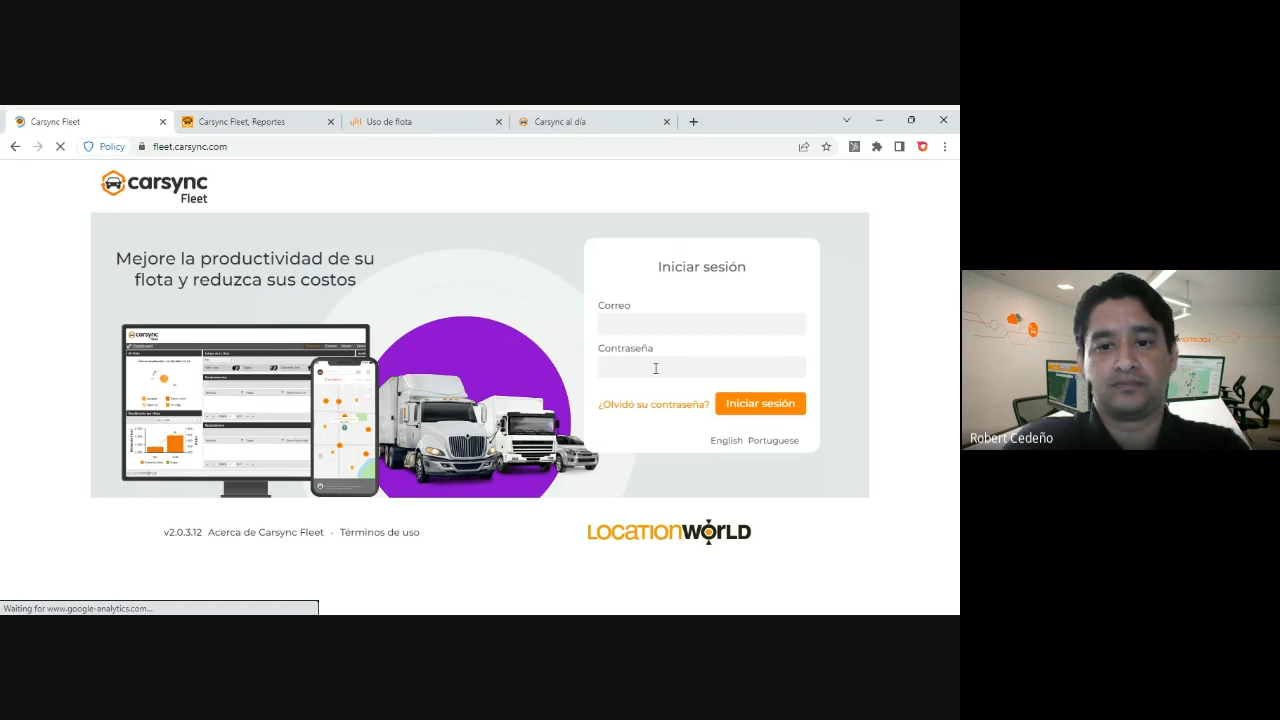 Carsync Fleet
Carsync Fleet, Reportes
Uso de flota
Carsync al día
Policy
fleet.carsync.com
carsync
Fleet
Mejore la productividad de su
flota y reduzca sus costos
Iniciar sesión
Correo
Contraseña
¿Olvidó su contraseña?
Iniciar sesión
English Portuguese
v2.0.3.12 Acerca de Carsync Fleet - Términos de uso
LOCATIONWORLD
Waiting for www.google-analytics.com...
Robert Cedeño